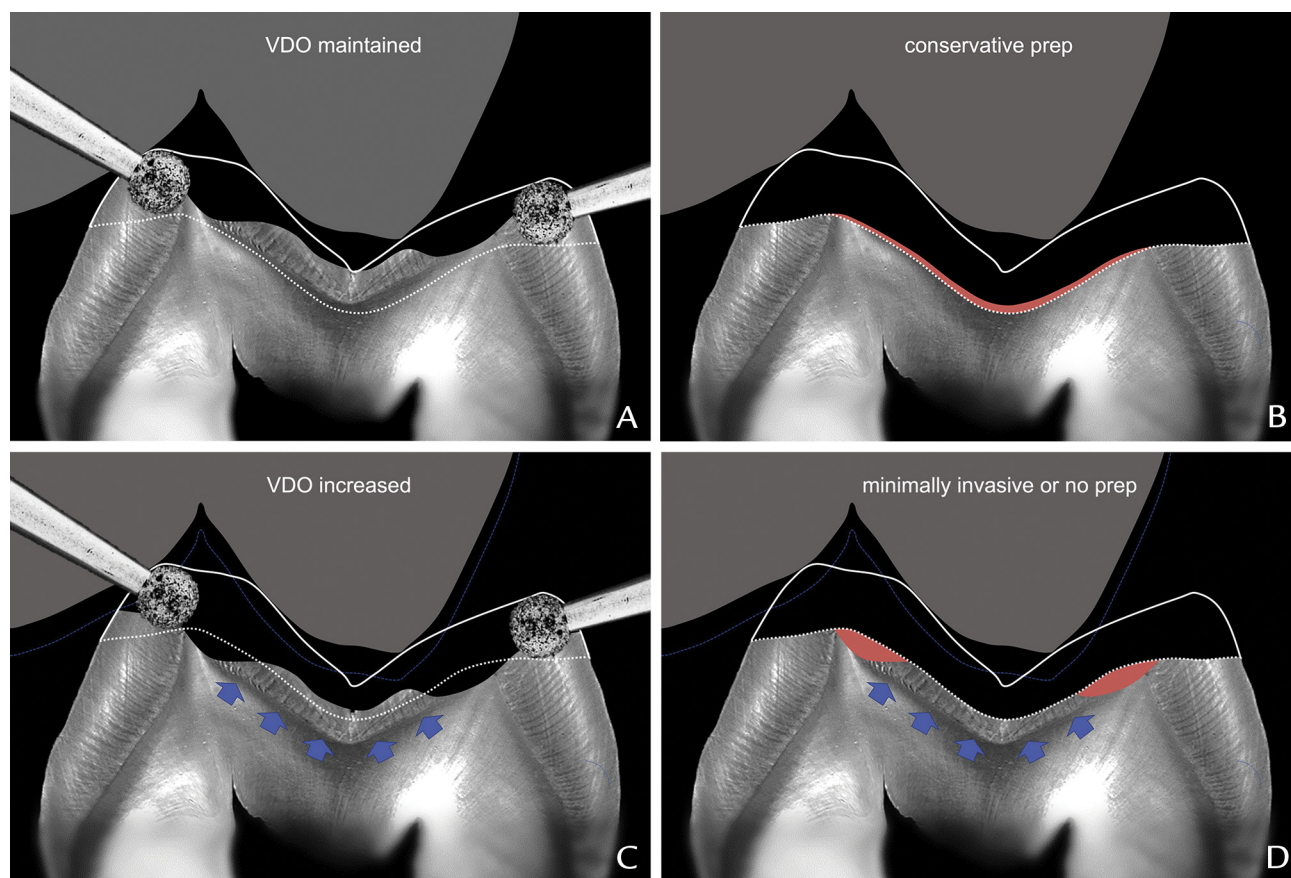 VDO maintained
A
conservative prep
B
VDO increased
C
minimally invasive or no prep
D